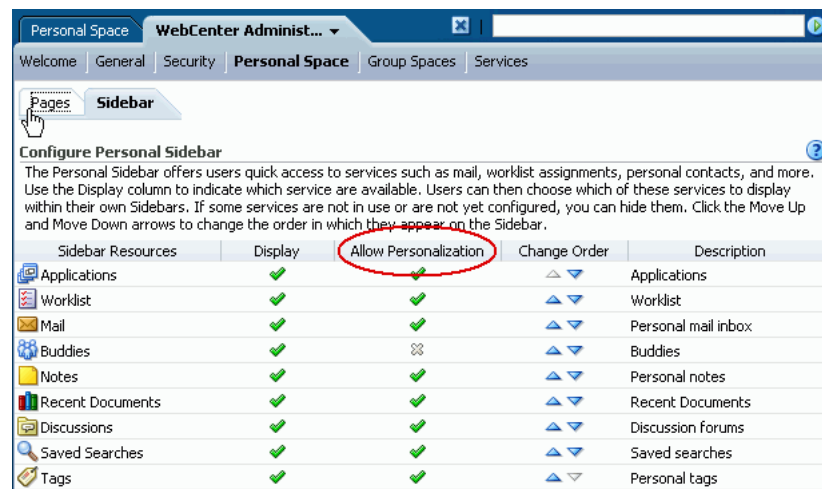 Personal Space WebCenter Administ...
Welcome General Security Personal Space Group Spaces Services
Pages Sidebar
Configure Personal Sidebar
The Personal Sidebar offers users quick access to services such as mail, worklist assignments, personal contacts, and more.
Use the Display column to indicate which service are available. Users can then choose which of these services to display
within their own Sidebars. If some services are not in use or are not yet configured, you can hide them. Click the Move Up
and Move Down arrows to change the order in which they appear on the Sidebar.
Sidebar Resources Display Allow Personalization Change Order Description
Applications Applications
Worklist Worklist
Mail Personal mail inbox
Buddies Buddies
Notes Personal notes
Recent Documents Recent Documents
Discussions Discussion forums
Saved Searches Saved searches
Tags Personal tags